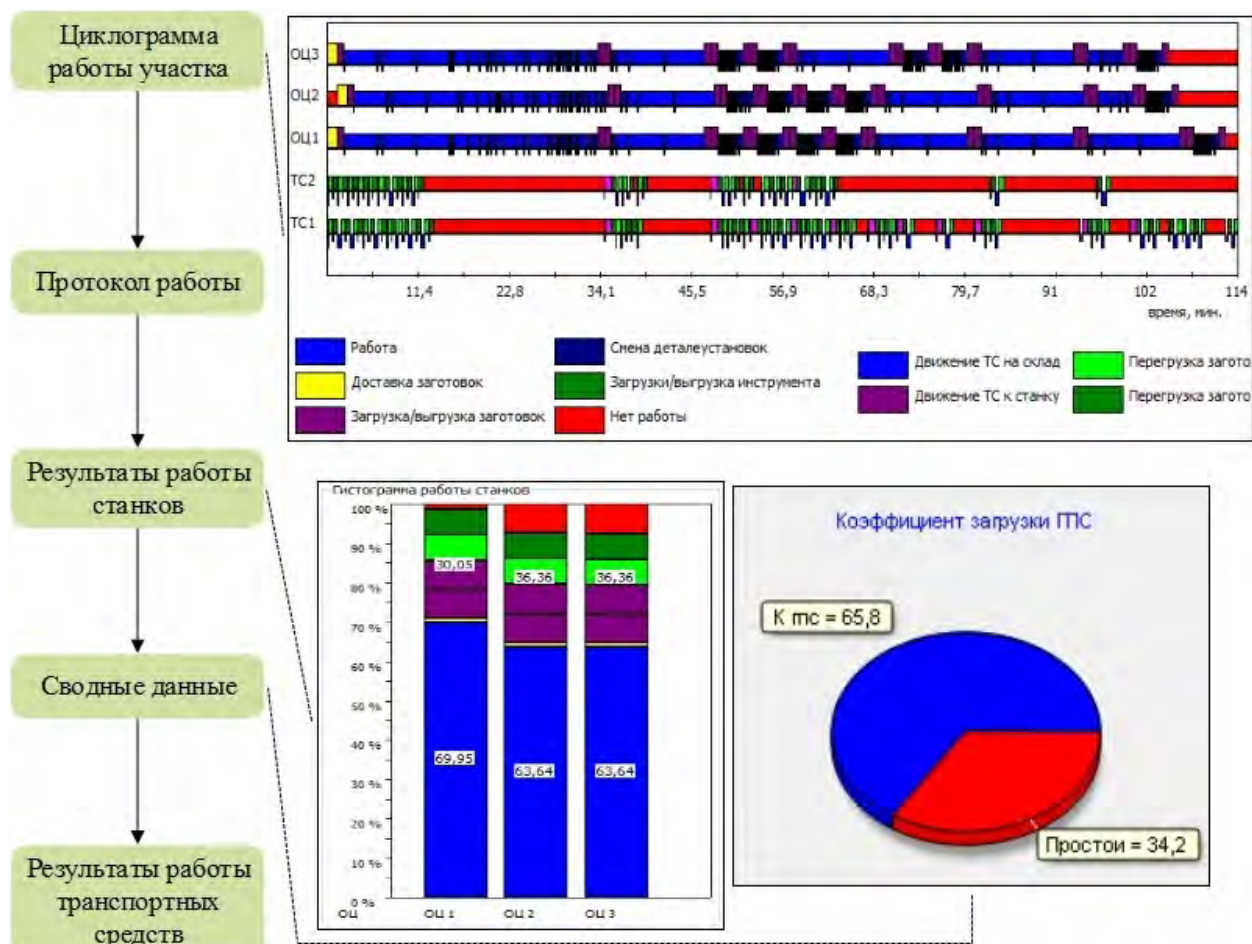 Циклограмма
работы участка
Протокол работы
Результаты работы
станков
Сводные данные
Результаты работы
транспортных
средств
ОЦ3
ОЦ2
ОЦ1
ТС2
ТС1
11,4 22,8 34,1 45,5 56,9 68,3 79,7 91 102 114
время, мин.
Работа
Доставка заготовок
Загрузка/выгрузка заготовок
Смена деталеустановок
Загрузки/выгрузка инструмента
Нет работы
Движение ТС на склад
Движение ТС к станку
Перегрузка загото
Перегрузка загото
Гистограмма работы станков
100 %
90 %
80 %
70 %
60 %
50 %
40 %
30 %
20 %
10 %
0 %
30,05
36,36
36,36
69,95
63,64
63,64
ОЦ ОЦ 1 ОЦ 2 ОЦ 3
Коэффициент загрузки ГПС
К гпс = 65,8
Простои = 34,2